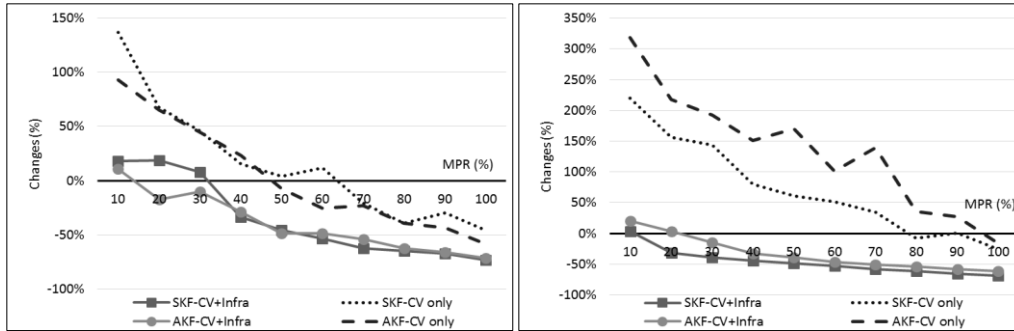 150%
100%
50%
0%
-50%
-100%
Changes (%)
MPR (%)
10 20 30 40 50 60 70 80 90 100
SKF-CV+Infra SKF-CV only
AKF-CV+Infra AKF-CV only
350%
300%
250%
200%
150%
100%
50%
0%
-50%
-100%
Changes (%)
MPR (%)
10 20 30 40 50 60 70 80 90 100
SKF-CV+Infra SKF-CV only
AKF-CV+Infra AKF-CV only